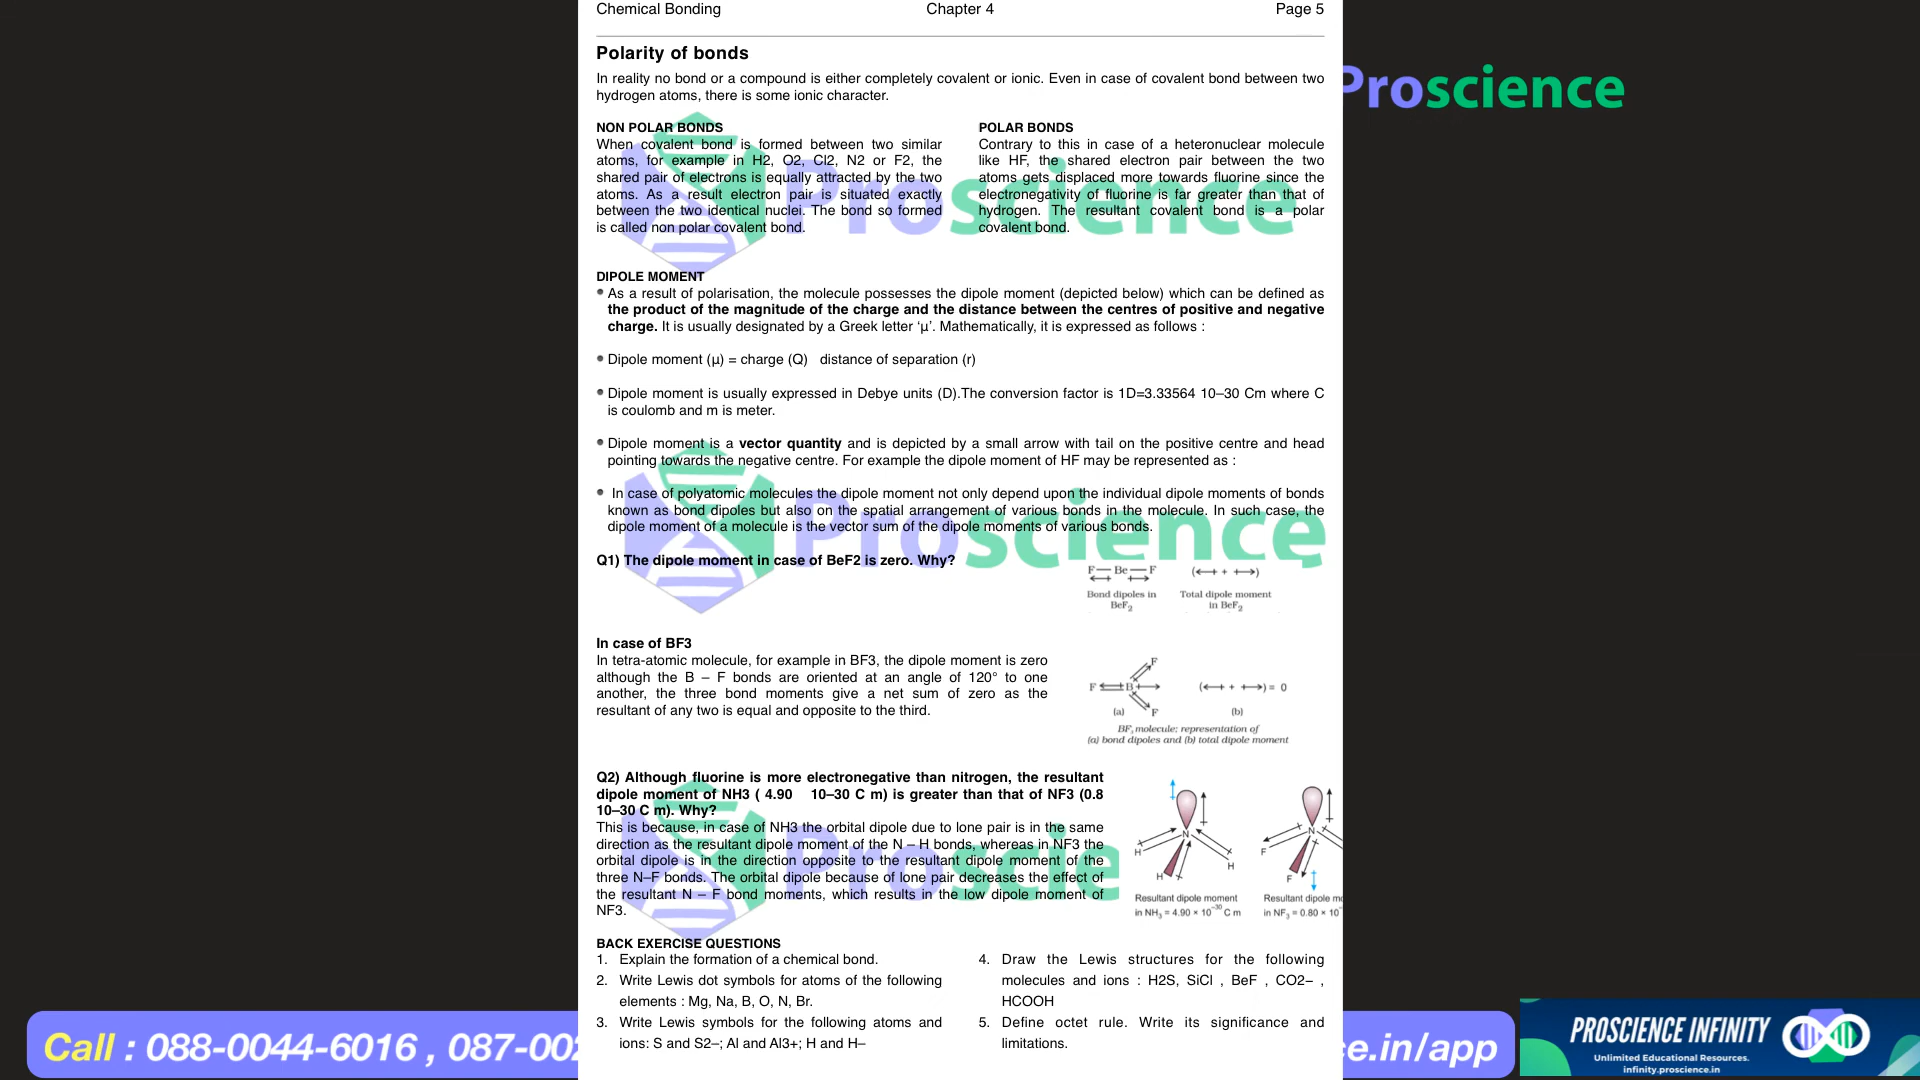 Chemical Bonding Chapter 4 Page 5
Polarity of bonds
In reality no bond or a compound is either completely covalent or ionic. Even in case of covalent bond between two
hydrogen atoms, there is some ionic character.
NON POLAR BONDS
When covalent bond is formed between two similar
atoms, for example in H2, O2, Cl2, N2 or F2, the
shared pair of electrons is equally attracted by the two
atoms. As a result electron pair is situated exactly
between the two identical nuclei. The bond so formed
is called non polar covalent bond.
POLAR BONDS
Contrary to this in case of a heteronuclear molecule
like HF, the shared electron pair between the two
atoms gets displaced more towards fluorine since the
electronegativity of fluorine is far greater than that of
hydrogen. The resultant covalent bond is a polar
covalent bond.
DIPOLE MOMENT
• As a result of polarisation, the molecule possesses the dipole moment (depicted below) which can be defined as
the product of the magnitude of the charge and the distance between the centres of positive and negative
charge. It is usually designated by a Greek letter ‘μ’. Mathematically, it is expressed as follows :
• Dipole moment (μ) = charge (Q) distance of separation (r)
• Dipole moment is usually expressed in Debye units (D).The conversion factor is 1D=3.33564 10–30 Cm where C
is coulomb and m is meter.
• Dipole moment is a vector quantity and is depicted by a small arrow with tail on the positive centre and head
pointing towards the negative centre. For example the dipole moment of HF may be represented as :
• In case of polyatomic molecules the dipole moment not only depend upon the individual dipole moments of bonds
known as bond dipoles but also on the spatial arrangement of various bonds in the molecule. In such case, the
dipole moment of a molecule is the vector sum of the dipole moments of various bonds.
Q1) The dipole moment in case of BeF2 is zero. Why?
F — Be — F
Bond dipoles in
BeF2
(⟵+ + +⟶)
Total dipole moment
in BeF2
In case of BF3
In tetra-atomic molecule, for example in BF3, the dipole moment is zero
although the B – F bonds are oriented at an angle of 120° to one
another, the three bond moments give a net sum of zero as the
resultant of any two is equal and opposite to the third.
F
F B (⟵+ + +⟶) = 0
(a) F (b)
BF3 molecule; representation of
(a) bond dipoles and (b) total dipole moment
Q2) Although fluorine is more electronegative than nitrogen, the resultant
dipole moment of NH3 ( 4.90 10–30 C m) is greater than that of NF3 (0.8
10–30 C m). Why?
This is because, in case of NH3 the orbital dipole due to lone pair is in the same
direction as the resultant dipole moment of the N – H bonds, whereas in NF3 the
orbital dipole is in the direction opposite to the resultant dipole moment of the
three N–F bonds. The orbital dipole because of lone pair decreases the effect of
the resultant N – F bond moments, which results in the low dipole moment of
NF3.
N
H
H
H
Resultant dipole moment
in NH3 = 4.90 × 10–30 C m
N
F
F
Resultant dipole m
in NF3 = 0.80 × 10
BACK EXERCISE QUESTIONS
1. Explain the formation of a chemical bond.
2. Write Lewis dot symbols for atoms of the following
elements : Mg, Na, B, O, N, Br.
3. Write Lewis symbols for the following atoms and
ions: S and S2–; Al and Al3+; H and H–
4. Draw the Lewis structures for the following
molecules and ions : H2S, SiCl , BeF , CO2– ,
HCOOH
5. Define octet rule. Write its significance and
limitations.
Proscience
Proscience
Proscience
Proscie
Call : 088-0044-6016 , 087-00
e.in/app
PROSCIENCE INFINITY
Unlimited Educational Resources.
infinity.proscience.in